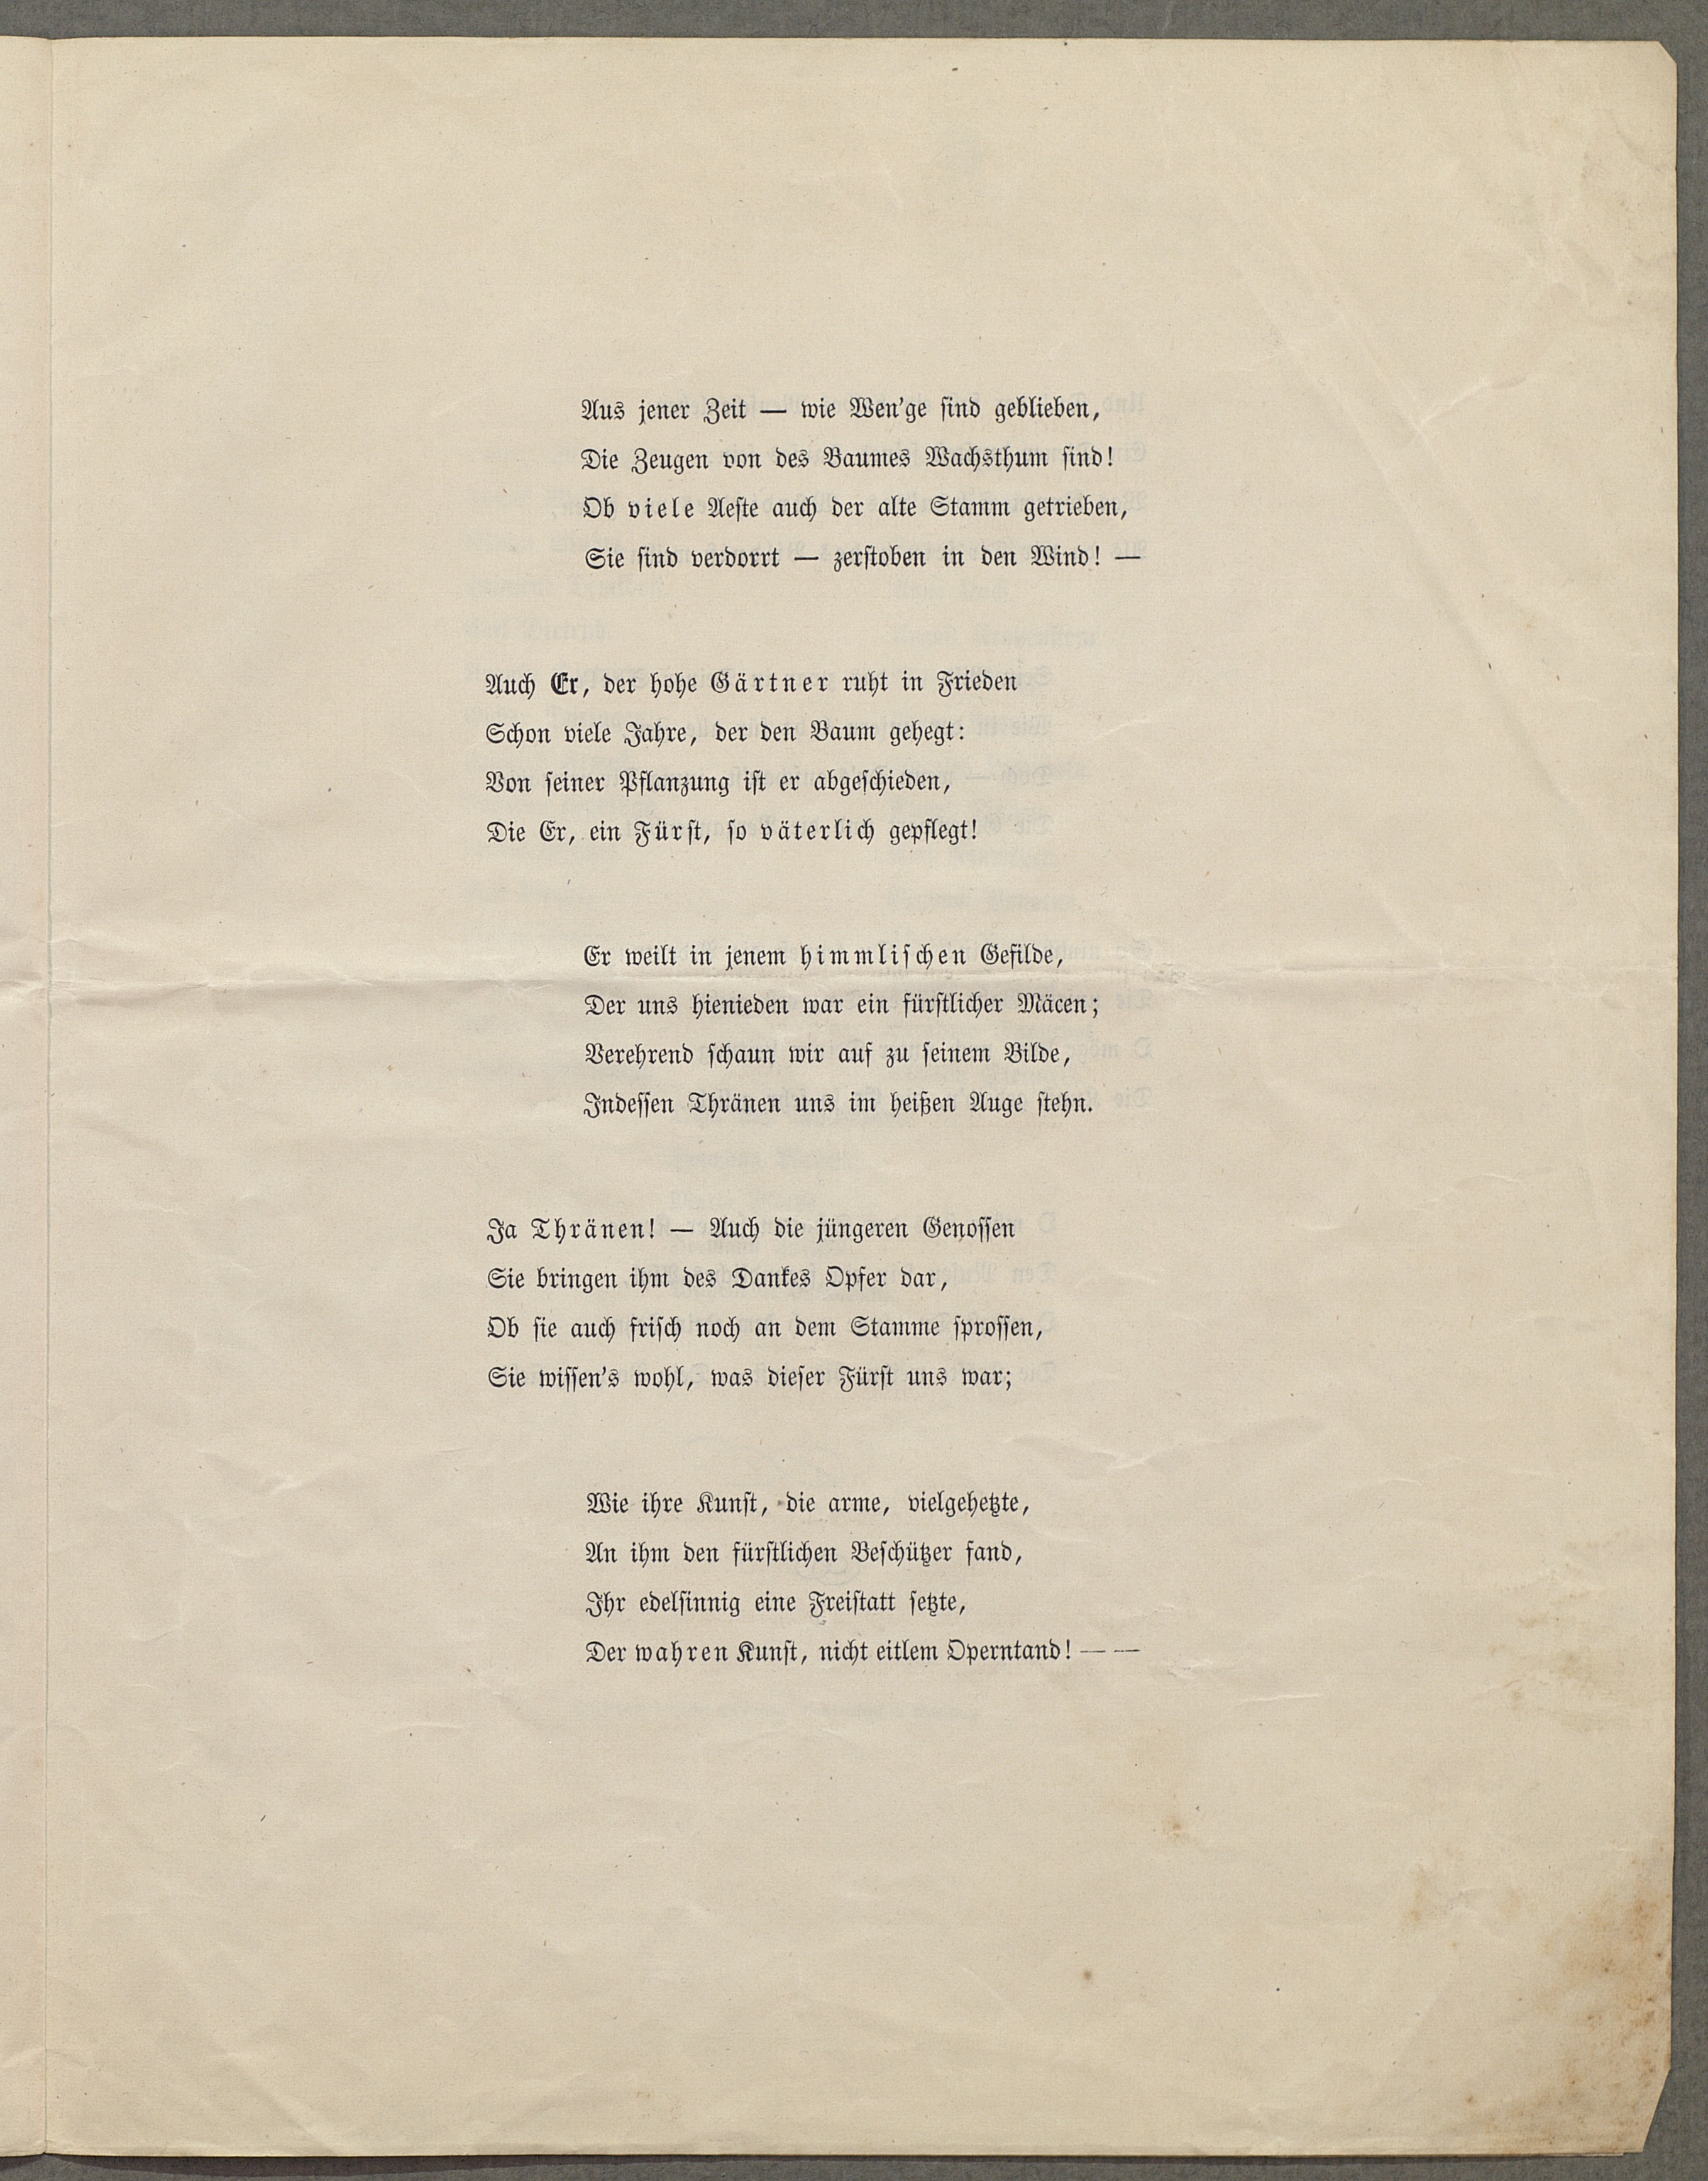 Aus jener Zeit — wie Wen'ge sind geblieben,
Die Zeugen von des Baumes Wachsthum sind!
Ob viele Aeste auch der alte Stamm getrieben,
Sie sind verdorrt — zerstoben in den Wind! —
Auch Er, der hohe Gärtner ruht in Frieden
Schon viele Jahre, der den Baum gehegt:
Von seiner Pflanzung ist er abgeschieden,
Die Er, ein Fürst, so väterlich gepflegt!
Er weilt in jenem himmlischen Gefilde,
Der uns hienieden war ein fürstlicher Mäcen;
Verehrend schaun wir auf zu seinem Bilde,
Indessen Thränen uns im heißen Auge stehn.
Ja Thränen! — Auch die jüngeren Genossen
Sie bringen ihm des Dankes Opfer dar,
Ob sie auch frisch noch an dem Stamme sprossen,
Sie wissen's wohl, was dieser Fürst uns war;
Wie ihre Kunst, die arme, vielgehetzte,
An ihm den fürstlichen Beschützer fand,
Ihr edelsinnig eine Freistatt setzte,
Der wahren Kunst, nicht eitlem Operntand! — —